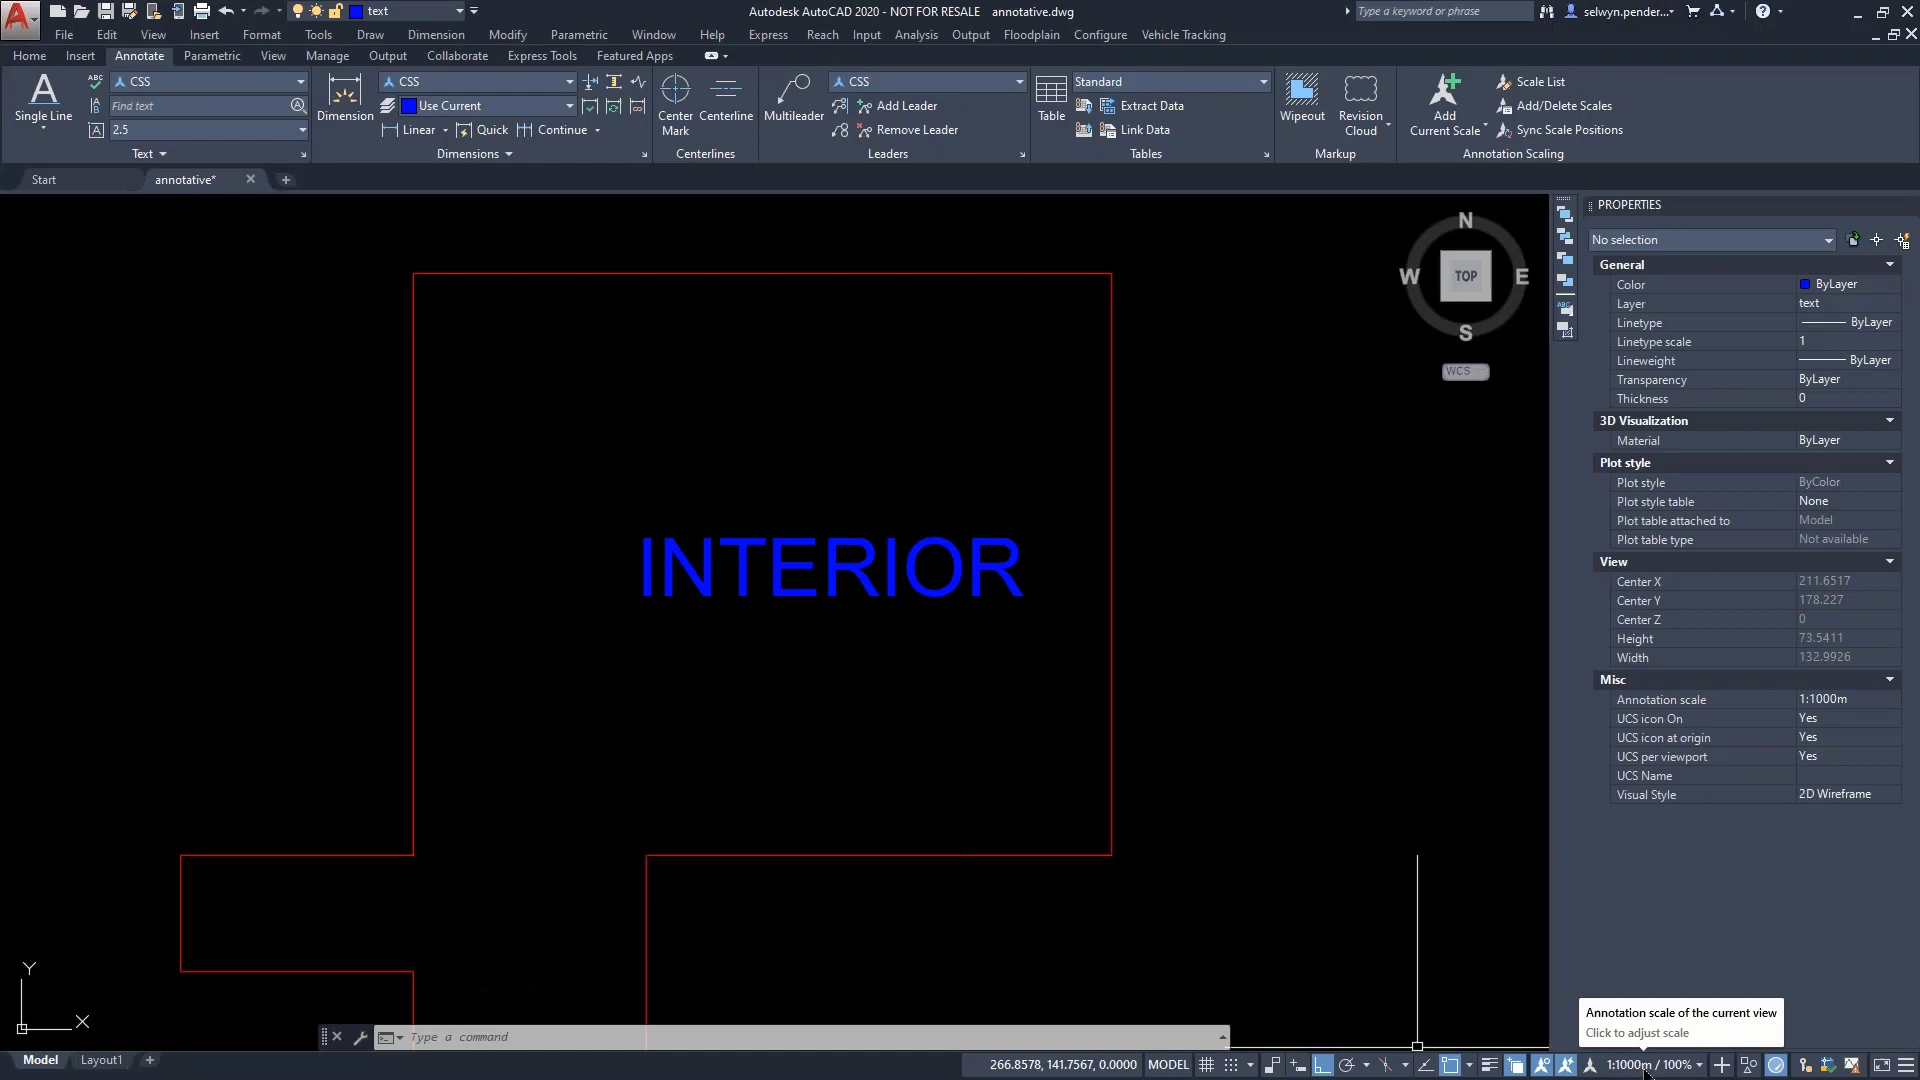 text
Autodesk AutoCAD 2020 - NOT FOR RESALE annotative.dwg
Type a keyword or phrase
selwyn.pender...
File Edit View Insert Format Tools Draw Dimension Modify Parametric Window Help Express Reach Input Analysis Output Floodplain Configure Vehicle Tracking
Home Insert Annotate Parametric View Manage Output Collaborate Express Tools Featured Apps
Single Line
ABC
CSS
Find text
2.5
Text
Dimension
CSS
Use Current
Linear Quick Continue
Dimensions
Center Mark
Centerline
Centerlines
Multileader
CSS
Add Leader
Remove Leader
Leaders
Table
Standard
Extract Data
Link Data
Tables
Wipeout
Revision Cloud
Markup
Add Current Scale
Scale List
Add/Delete Scales
Sync Scale Positions
Annotation Scaling
Start
annotative*
N
W TOP E
S
WCS
INTERIOR
Y
X
PROPERTIES
No selection
General
Color ByLayer
Layer text
Linetype ByLayer
Linetype scale 1
Lineweight ByLayer
Transparency ByLayer
Thickness 0
3D Visualization
Material ByLayer
Plot style
Plot style ByColor
Plot style table None
Plot table attached to Model
Plot table type Not available
View
Center X 211.6517
Center Y 178.227
Center Z 0
Height 73.5411
Width 132.9926
Misc
Annotation scale 1:1000m
UCS icon On Yes
UCS icon at origin Yes
UCS per viewport Yes
UCS Name
Visual Style 2D Wireframe
Annotation scale of the current view
Click to adjust scale
Type a command
Model Layout1
266.8578, 141.7567, 0.0000 MODEL 1:1000m / 100%